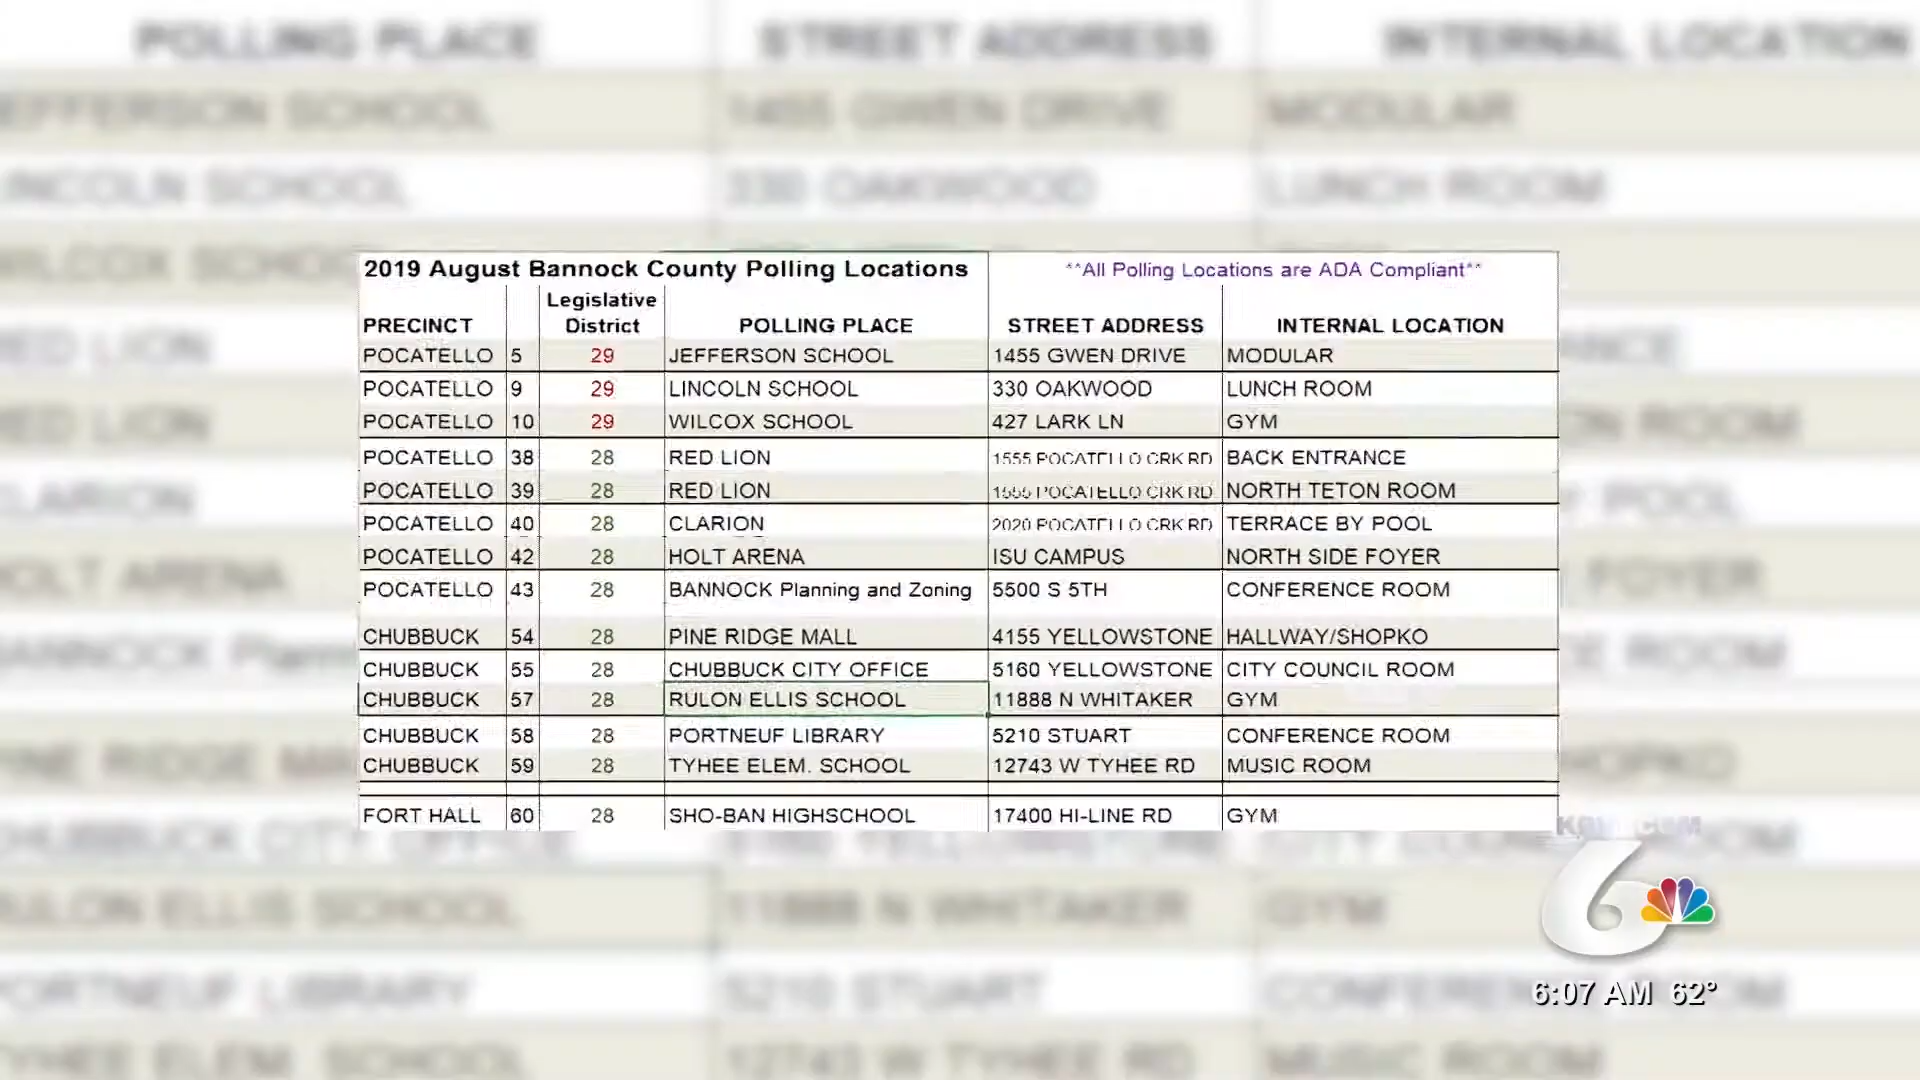 2019 August Bannock County Polling Locations **All Polling Locations are ADA Compliant**
PRECINCT Legislative District POLLING PLACE STREET ADDRESS INTERNAL LOCATION
POCATELLO 5 29 JEFFERSON SCHOOL 1455 GWEN DRIVE MODULAR
POCATELLO 9 29 LINCOLN SCHOOL 330 OAKWOOD LUNCH ROOM
POCATELLO 10 29 WILCOX SCHOOL 427 LARK LN GYM
POCATELLO 38 28 RED LION 1555 POCATELLO CRK RD BACK ENTRANCE
POCATELLO 39 28 RED LION 1555 POCATELLO CRK RD NORTH TETON ROOM
POCATELLO 40 28 CLARION 2020 POCATELLO CRK RD TERRACE BY POOL
POCATELLO 42 28 HOLT ARENA ISU CAMPUS NORTH SIDE FOYER
POCATELLO 43 28 BANNOCK Planning and Zoning 5500 S 5TH CONFERENCE ROOM
CHUBBUCK 54 28 PINE RIDGE MALL 4155 YELLOWSTONE HALLWAY/SHOPKO
CHUBBUCK 55 28 CHUBBUCK CITY OFFICE 5160 YELLOWSTONE CITY COUNCIL ROOM
CHUBBUCK 57 28 RULON ELLIS SCHOOL 11888 N WHITAKER GYM
CHUBBUCK 58 28 PORTNEUF LIBRARY 5210 STUART CONFERENCE ROOM
CHUBBUCK 59 28 TYHEE ELEM. SCHOOL 12743 W TYHEE RD MUSIC ROOM
FORT HALL 60 28 SHO-BAN HIGHSCHOOL 17400 HI-LINE RD GYM
6
6:07 AM 62°